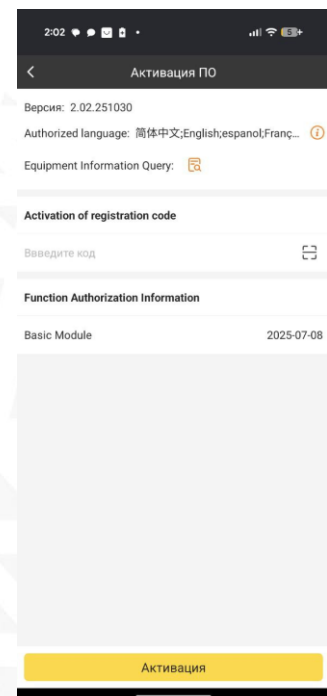 2:02
5+
Активация ПО
Версия: 2.02.251030
Authorized language: 简体中文;English;espanol;Franç...
Equipment Information Query:
Activation of registration code
Введите код
Function Authorization Information
Basic Module 2025-07-08
Активация